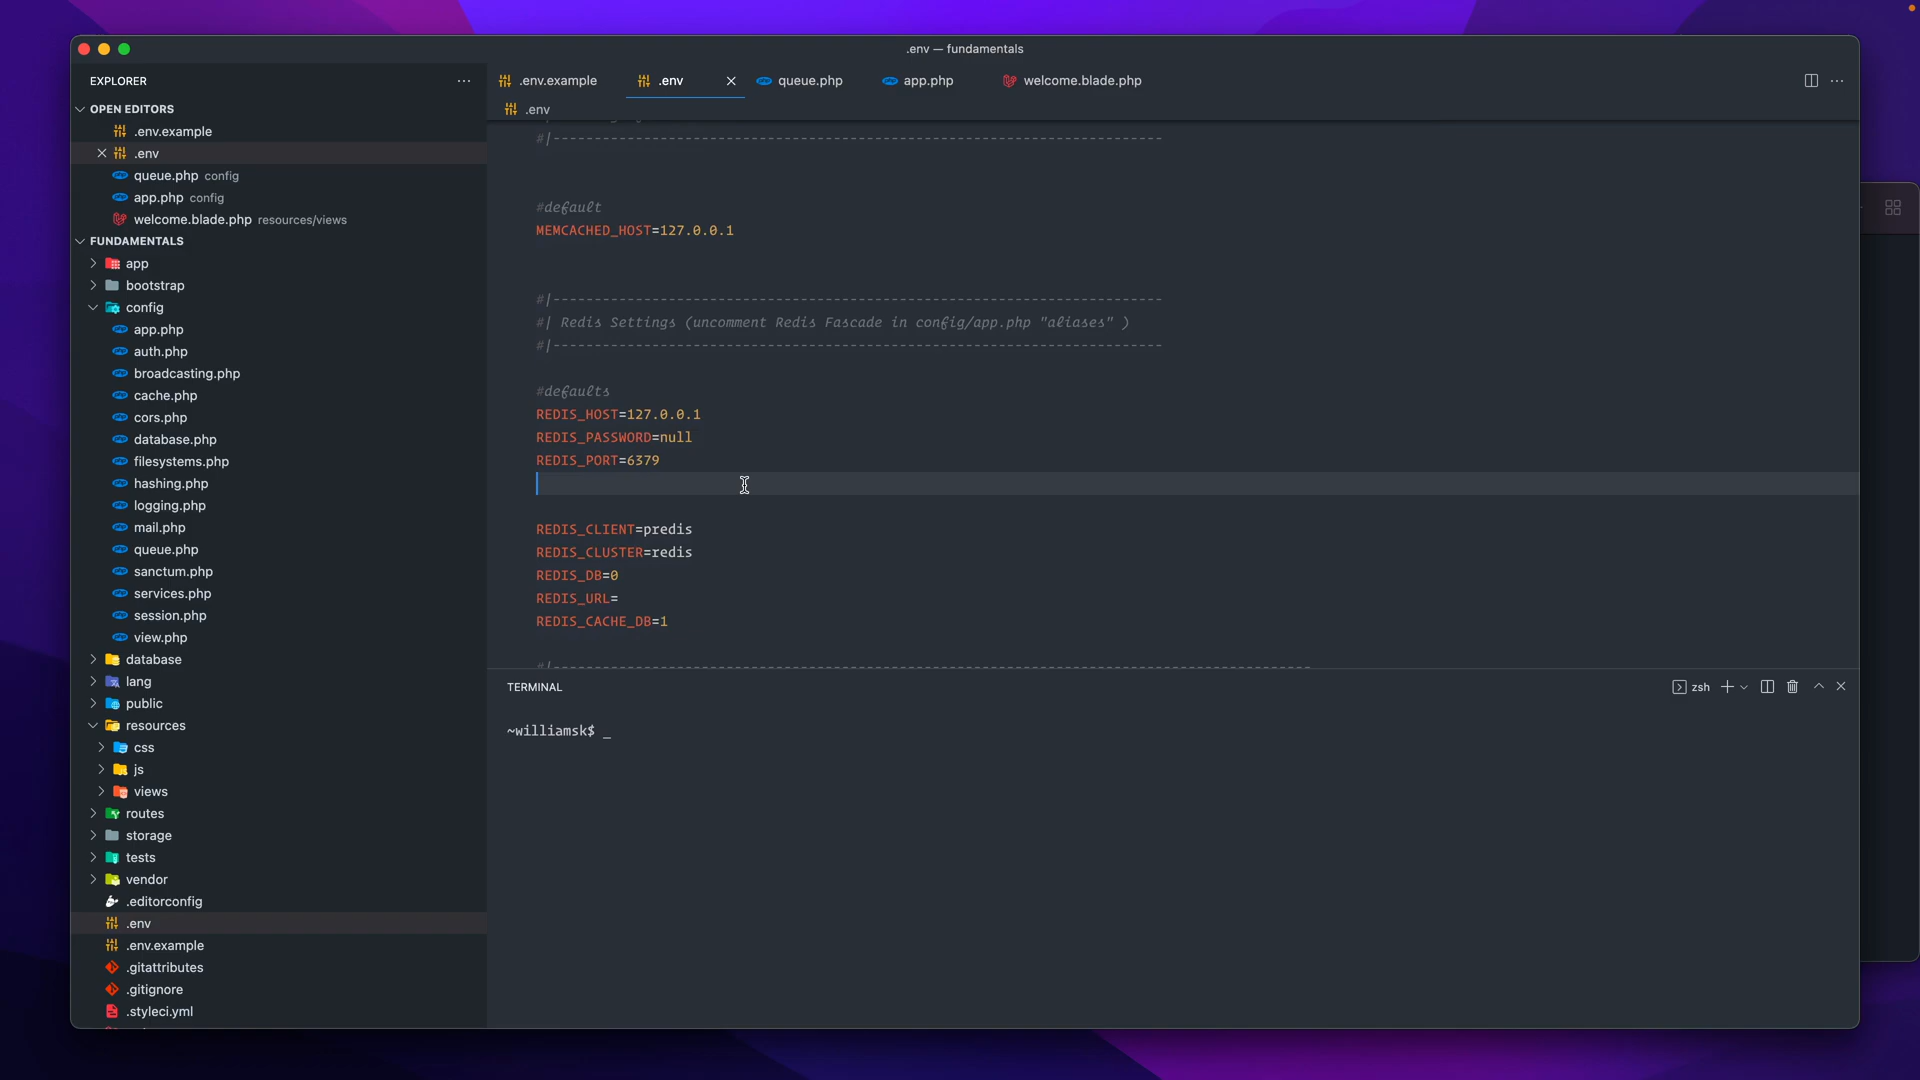 .env — fundamentals
EXPLORER
OPEN EDITORS
.env.example
.env
queue.php config
app.php config
welcome.blade.php resources/views
FUNDAMENTALS
app
bootstrap
config
app.php
auth.php
broadcasting.php
cache.php
cors.php
database.php
filesystems.php
hashing.php
logging.php
mail.php
queue.php
sanctum.php
services.php
session.php
view.php
database
lang
public
resources
css
js
views
routes
storage
tests
vendor
.editorconfig
.env
.env.example
.gitattributes
.gitignore
.styleci.yml
.env.example
.env
queue.php
app.php
welcome.blade.php
.env
#|--------------------------------------------------------------------------
#default
MEMCACHED_HOST=127.0.0.1
#|--------------------------------------------------------------------------
#| Redis Settings (uncomment Redis Fascade in config/app.php "aliases" )
#|--------------------------------------------------------------------------
#defaults
REDIS_HOST=127.0.0.1
REDIS_PASSWORD=null
REDIS_PORT=6379
REDIS_CLIENT=predis
REDIS_CLUSTER=redis
REDIS_DB=0
REDIS_URL=
REDIS_CACHE_DB=1
#|--------------------------------------------------------------------------------------------
TERMINAL
zsh
~williamsk$ _